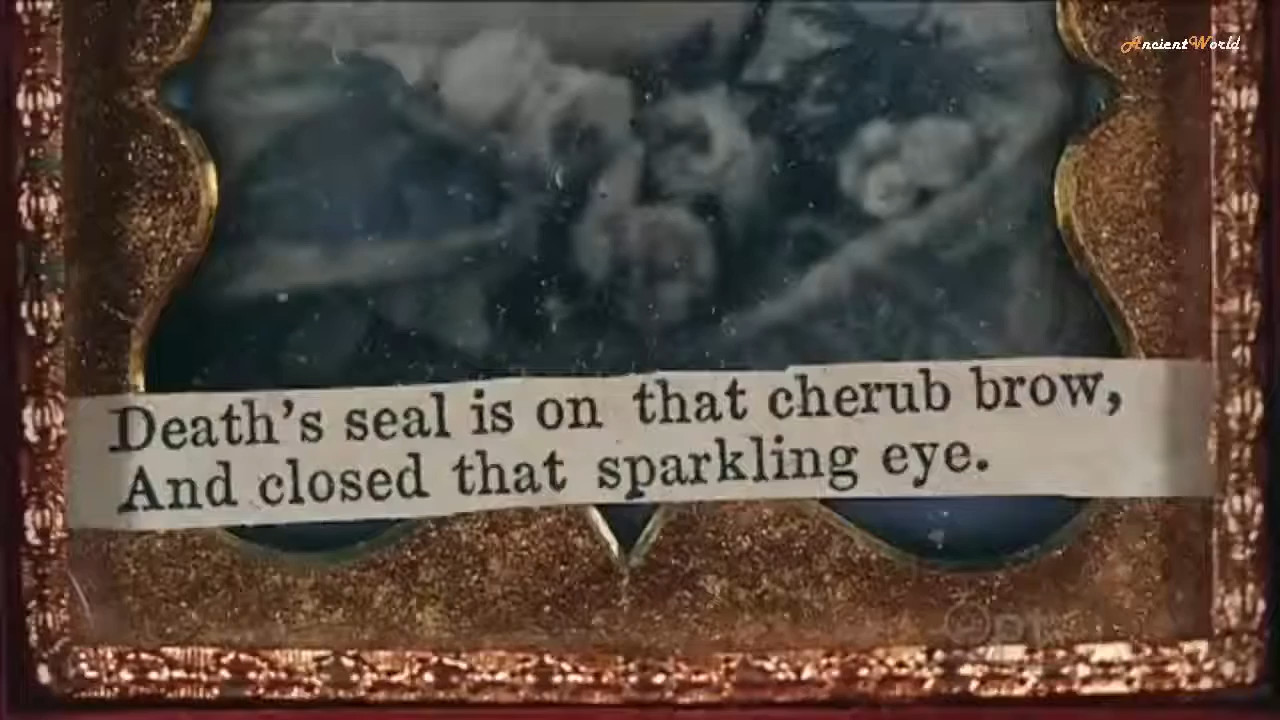 AncientWorld
Death's seal is on that cherub brow,
And closed that sparkling eye.